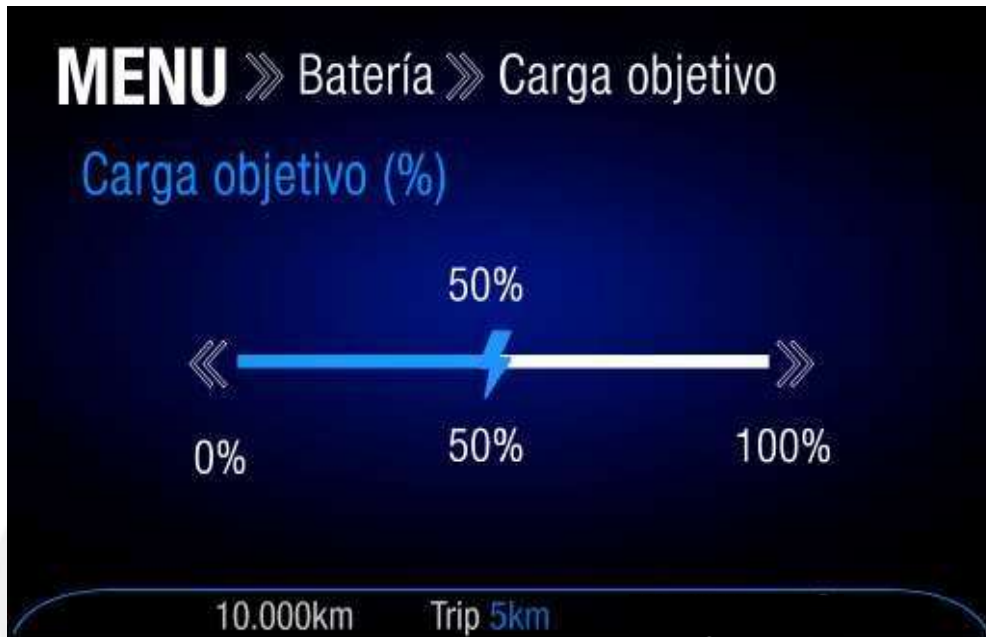 MENU Batería Carga objetivo
Carga objetivo (%)
50%
0% 50% 100%
10.000km Trip 5km